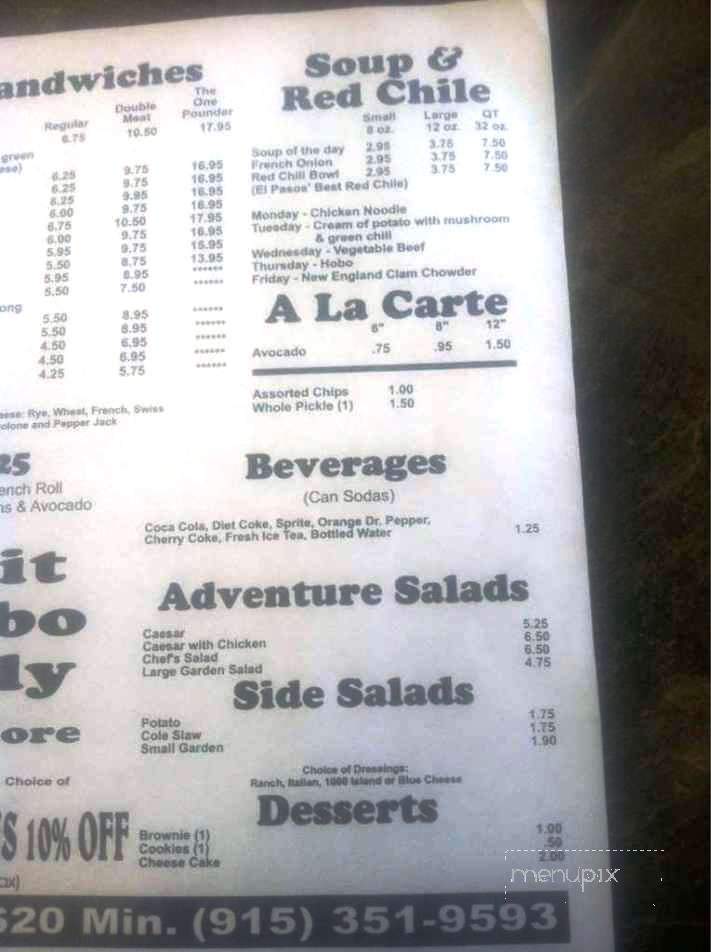 andwiches
Regular Double Meat The One Pounder
6.75 10.50 17.95
green
ese)
6.25 9.75 16.95
6.25 9.75 16.95
6.25 9.95 16.95
6.00 9.75 16.95
6.75 10.50 17.95
6.00 9.75 16.95
5.95 9.75 15.95
5.50 8.75 13.95
5.95 8.95 ******
5.50 7.50 ******
ong
5.50 8.95 ******
5.50 8.95 ******
4.50 6.95 ******
4.50 6.95 ******
4.25 5.75 ******
eese: Rye, Wheat, French, Swiss
olone and Pepper Jack
25
ench Roll
ns & Avocado
it
bo
ly
ore
Choice of
S 10% OFF
ax)
Soup &
Red Chile
Small Large QT
8 oz. 12 oz. 32 oz.
Soup of the day 2.95 3.75 7.50
French Onion 2.95 3.75 7.50
Red Chili Bowl 2.95 3.75 7.50
(El Pasos' Best Red Chile)
Monday - Chicken Noodle
Tuesday - Cream of potato with mushroom
& green chili
Wednesday - Vegetable Beef
Thursday - Hobo
Friday - New England Clam Chowder
A La Carte
6" 8" 12"
Avocado .75 .95 1.50
Assorted Chips 1.00
Whole Pickle (1) 1.50
Beverages
(Can Sodas)
Coca Cola, Diet Coke, Sprite, Orange Dr. Pepper,
Cherry Coke, Fresh Ice Tea, Bottled Water 1.25
Adventure Salads
Caesar 5.25
Caesar with Chicken 6.50
Chef's Salad 6.50
Large Garden Salad 4.75
Side Salads
Potato 1.75
Cole Slaw 1.75
Small Garden 1.90
Choice of Dressings:
Ranch, Italian, 1000 Island or Blue Cheese
Desserts
Brownie (1) 1.00
Cookies (1) .50
Cheese Cake 2.00
menupix
$20 Min. (915) 351-9593